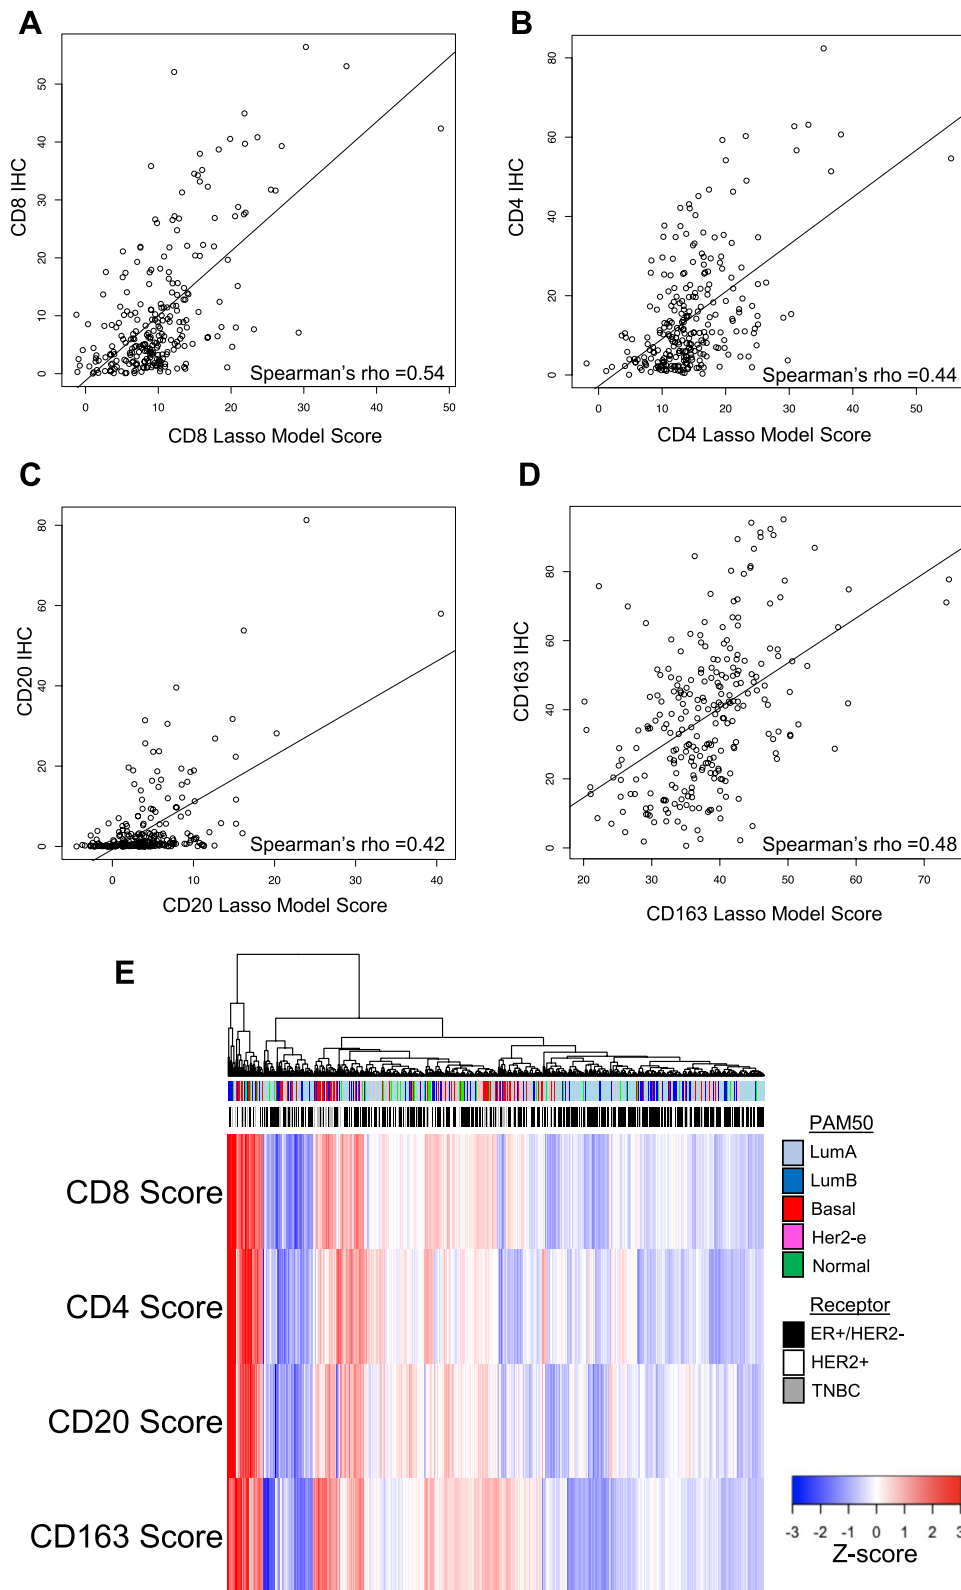 A
CD8 IHC
0 10 20 30 40 50
Spearman's rho =0.54
0 10 20 30 40 50
CD8 Lasso Model Score
B
CD4 IHC
0 20 40 60 80
Spearman's rho =0.44
0 10 20 30 40 50
CD4 Lasso Model Score
C
CD20 IHC
0 20 40 60 80
Spearman's rho =0.42
0 10 20 30 40
CD20 Lasso Model Score
D
CD163 IHC
0 20 40 60 80
Spearman's rho =0.48
20 30 40 50 60 70
CD163 Lasso Model Score
E
CD8 Score
CD4 Score
CD20 Score
CD163 Score
PAM50
LumA
LumB
Basal
Her2-e
Normal
Receptor
ER+/HER2-
HER2+
TNBC
-3 -2 -1 0 1 2 3
Z-score